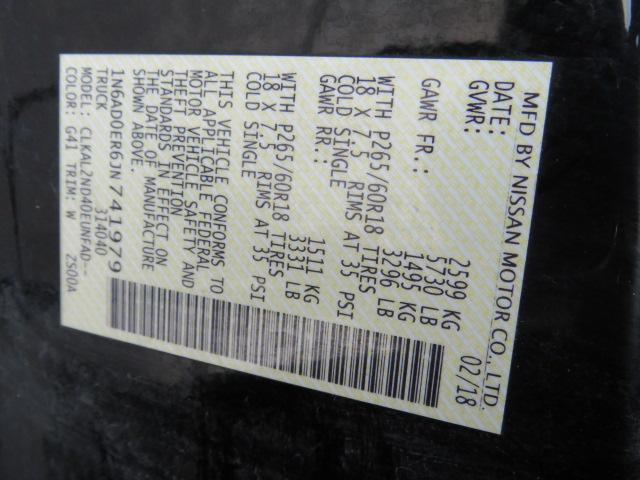 MFD BY NISSAN MOTOR CO., LTD.
DATE: 02/18
GVWR: 2599 KG
5730 LB
GAWR FR.: 1495 KG
3296 LB
WITH P265/60R18 TIRES
18 X 7.5 RIMS AT 35 PSI
COLD SINGLE
GAWR RR.: 1511 KG
3331 LB
WITH P265/60R18 TIRES
18 X 7.5 RIMS AT 35 PSI
COLD SINGLE
THIS VEHICLE CONFORMS TO
ALL APPLICABLE FEDERAL
MOTOR VEHICLE SAFETY AND
THEFT PREVENTION
STANDARDS IN EFFECT ON
THE DATE OF MANUFACTURE
SHOWN ABOVE.
1N6AD0ER6JN741979
TRUCK 314040
MODEL: CLKAL2ND4DEUNFAD--
COLOR: G41 TRIM: W ZS00A